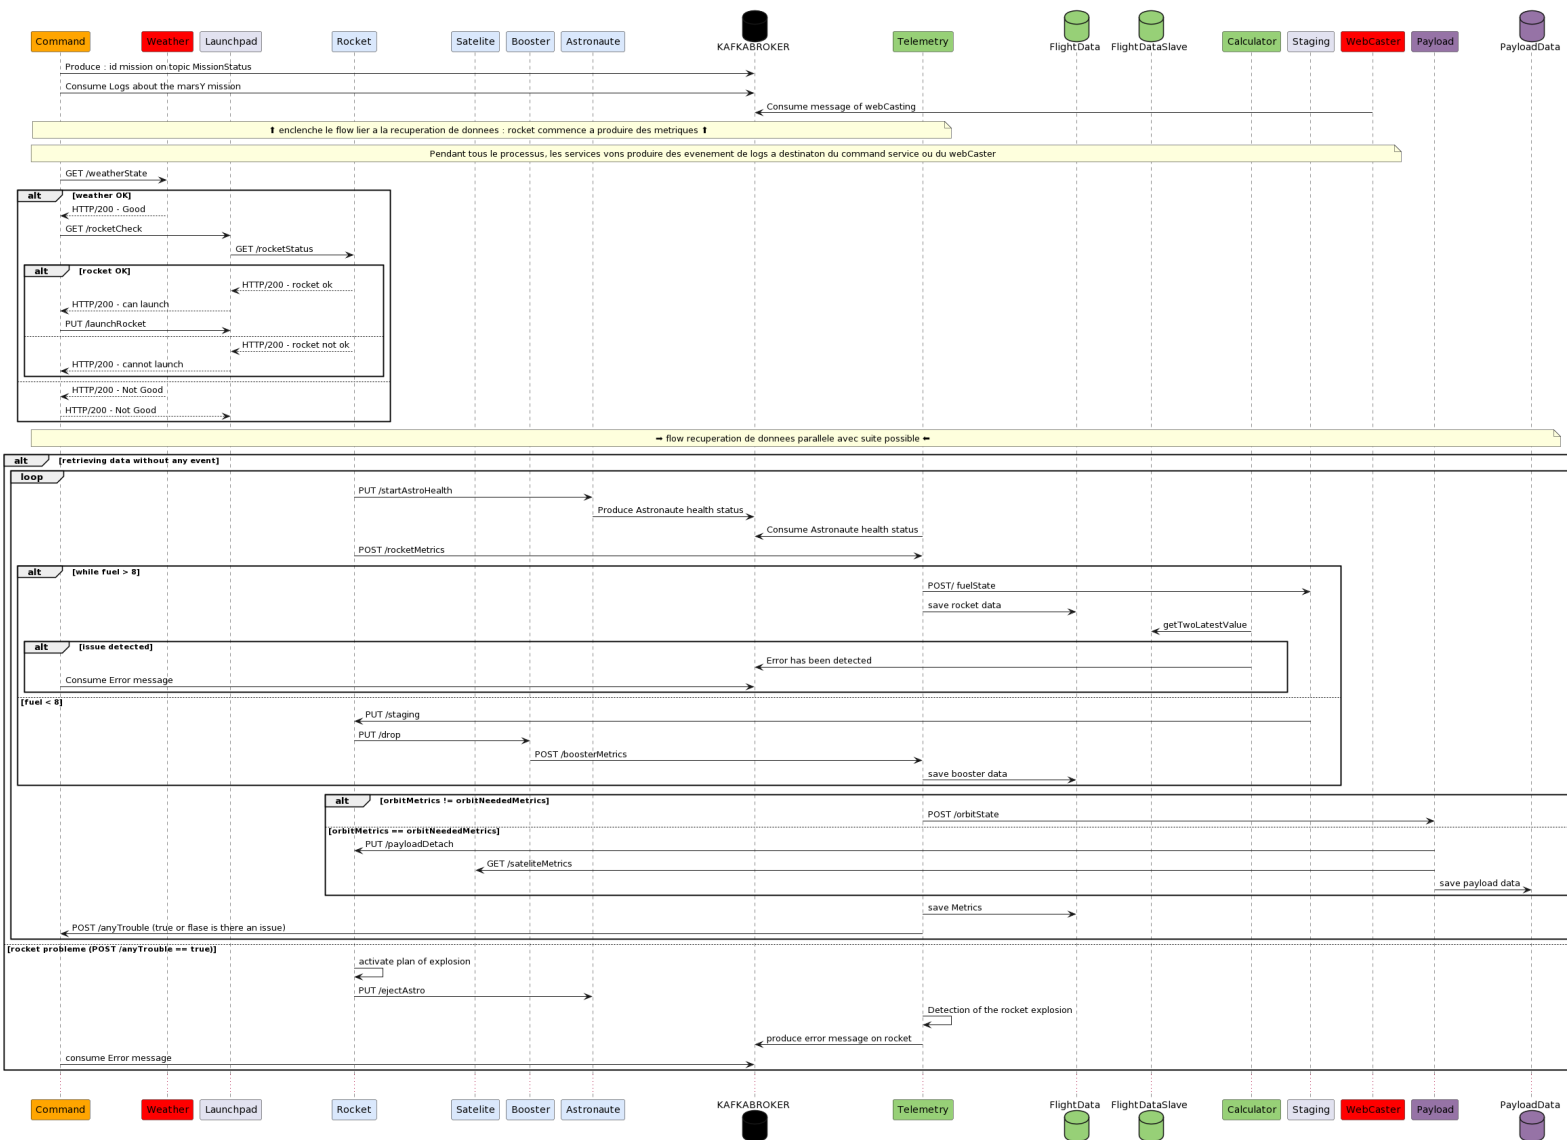 Command
Weather
Launchpad
Rocket
Satelite
Booster
Astronaute
KAFKABROKER
Telemetry
FlightData
FlightDataSlave
Calculator
Staging
WebCaster
Payload
PayloadData
Produce : id mission on topic MissionStatus
Consume Logs about the marsY mission
Consume message of webCasting
⬆ enclenche le flow lier a la recuperation de donnees : rocket commence a produire des metriques ⬆
Pendant tous le processus, les services vons produire des evenement de logs a destinaton du command service ou du webCaster
GET /weatherState
alt [weather OK]
HTTP/200 - Good
GET /rocketCheck
GET /rocketStatus
alt [rocket OK]
HTTP/200 - rocket ok
HTTP/200 - can launch
PUT /launchRocket
HTTP/200 - rocket not ok
HTTP/200 - cannot launch
HTTP/200 - Not Good
HTTP/200 - Not Good
➡ flow recuperation de donnees parallele avec suite possible ⬅
alt [retrieving data without any event]
loop
PUT /startAstroHealth
Produce Astronaute health status
Consume Astronaute health status
POST /rocketMetrics
alt [while fuel > 8]
POST/ fuelState
save rocket data
getTwoLatestValue
alt [issue detected]
Error has been detected
Consume Error message
[fuel < 8]
PUT /staging
PUT /drop
POST /boosterMetrics
save booster data
alt [orbitMetrics != orbitNeededMetrics]
POST /orbitState
[orbitMetrics == orbitNeededMetrics]
PUT /payloadDetach
GET /sateliteMetrics
save payload data
save Metrics
POST /anyTrouble (true or flase is there an issue)
[rocket probleme (POST /anyTrouble == true)]
activate plan of explosion
PUT /ejectAstro
Detection of the rocket explosion
produce error message on rocket
consume Error message
Command
Weather
Launchpad
Rocket
Satelite
Booster
Astronaute
KAFKABROKER
Telemetry
FlightData
FlightDataSlave
Calculator
Staging
WebCaster
Payload
PayloadData